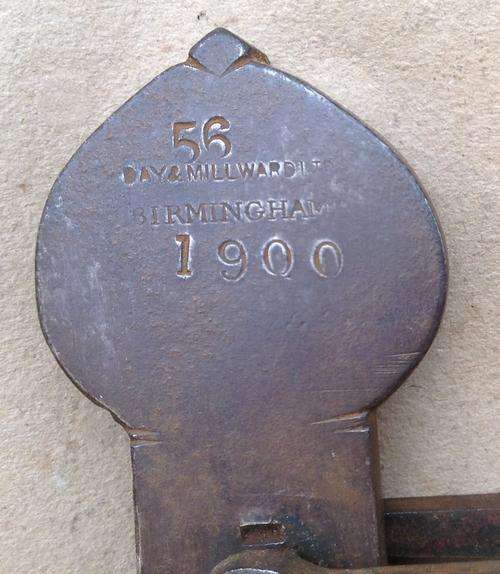 56
DAY & MILLWARD LTD
BIRMINGHAM
1900